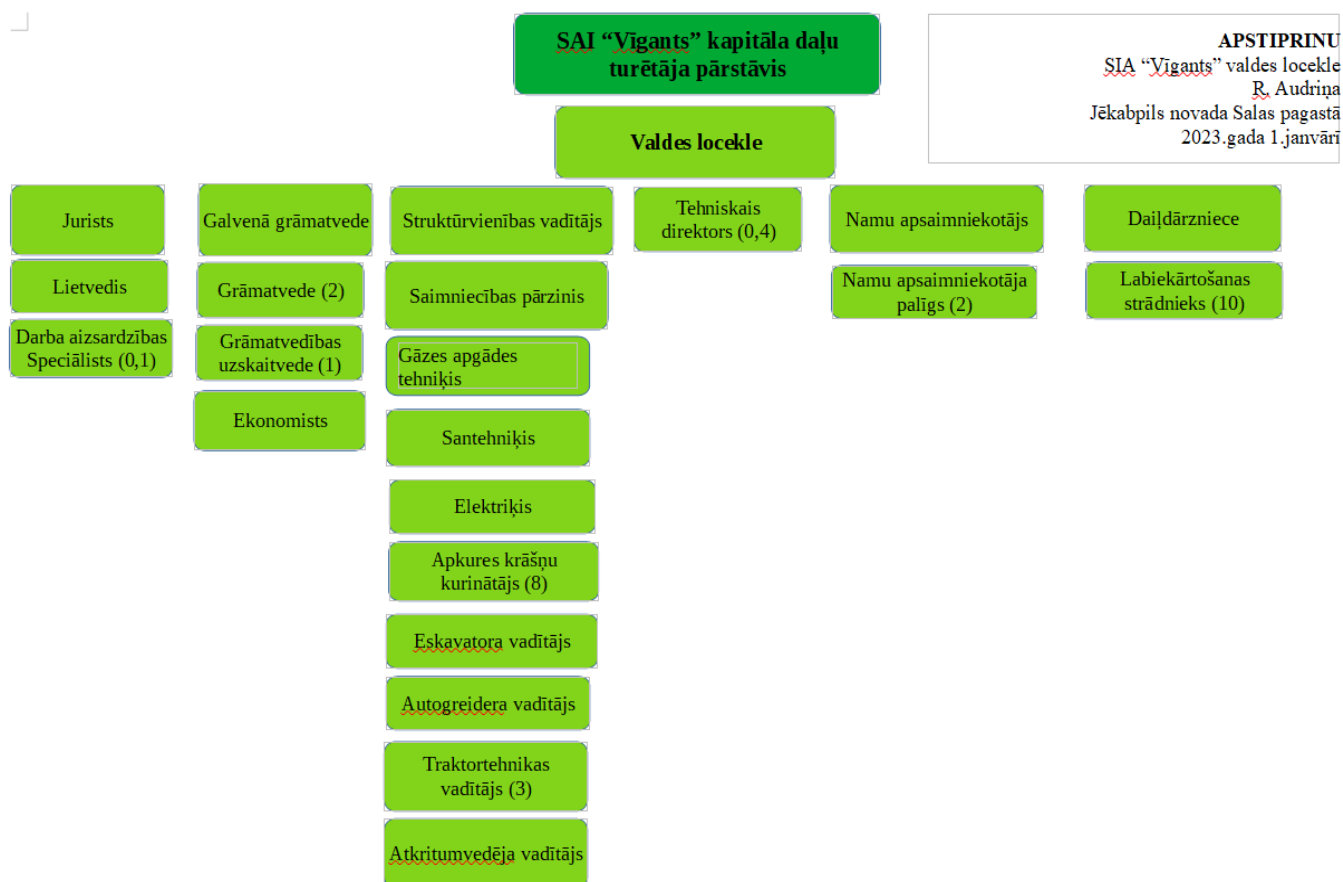 SAI “Vīgants” kapitāla daļu
turētāja pārstāvis
APSTIPRINU
SIA “Vīgants” valdes locekle
R. Audriņa
Jēkabpils novada Salas pagastā
2023.gada 1.janvārī
Valdes locekle
Jurists
Lietvedis
Darba aizsardzības
Speciālists (0,1)
Galvenā grāmatvede
Grāmatvede (2)
Grāmatvedības
uzskaitvede (1)
Ekonomists
Struktūrvienības vadītājs
Saimniecības pārzinis
Gāzes apgādes
tehniķis
Santehniķis
Elektriķis
Apkures krāšņu
kurinātājs (8)
Eskavatora vadītājs
Autogreidera vadītājs
Traktortehnikas
vadītājs (3)
Atkritumvedēja vadītājs
Tehniskais
direktors (0,4)
Namu apsaimniekotājs
Namu apsaimniekotāja
palīgs (2)
Daiļdārzniece
Labiekārtošanas
strādnieks (10)